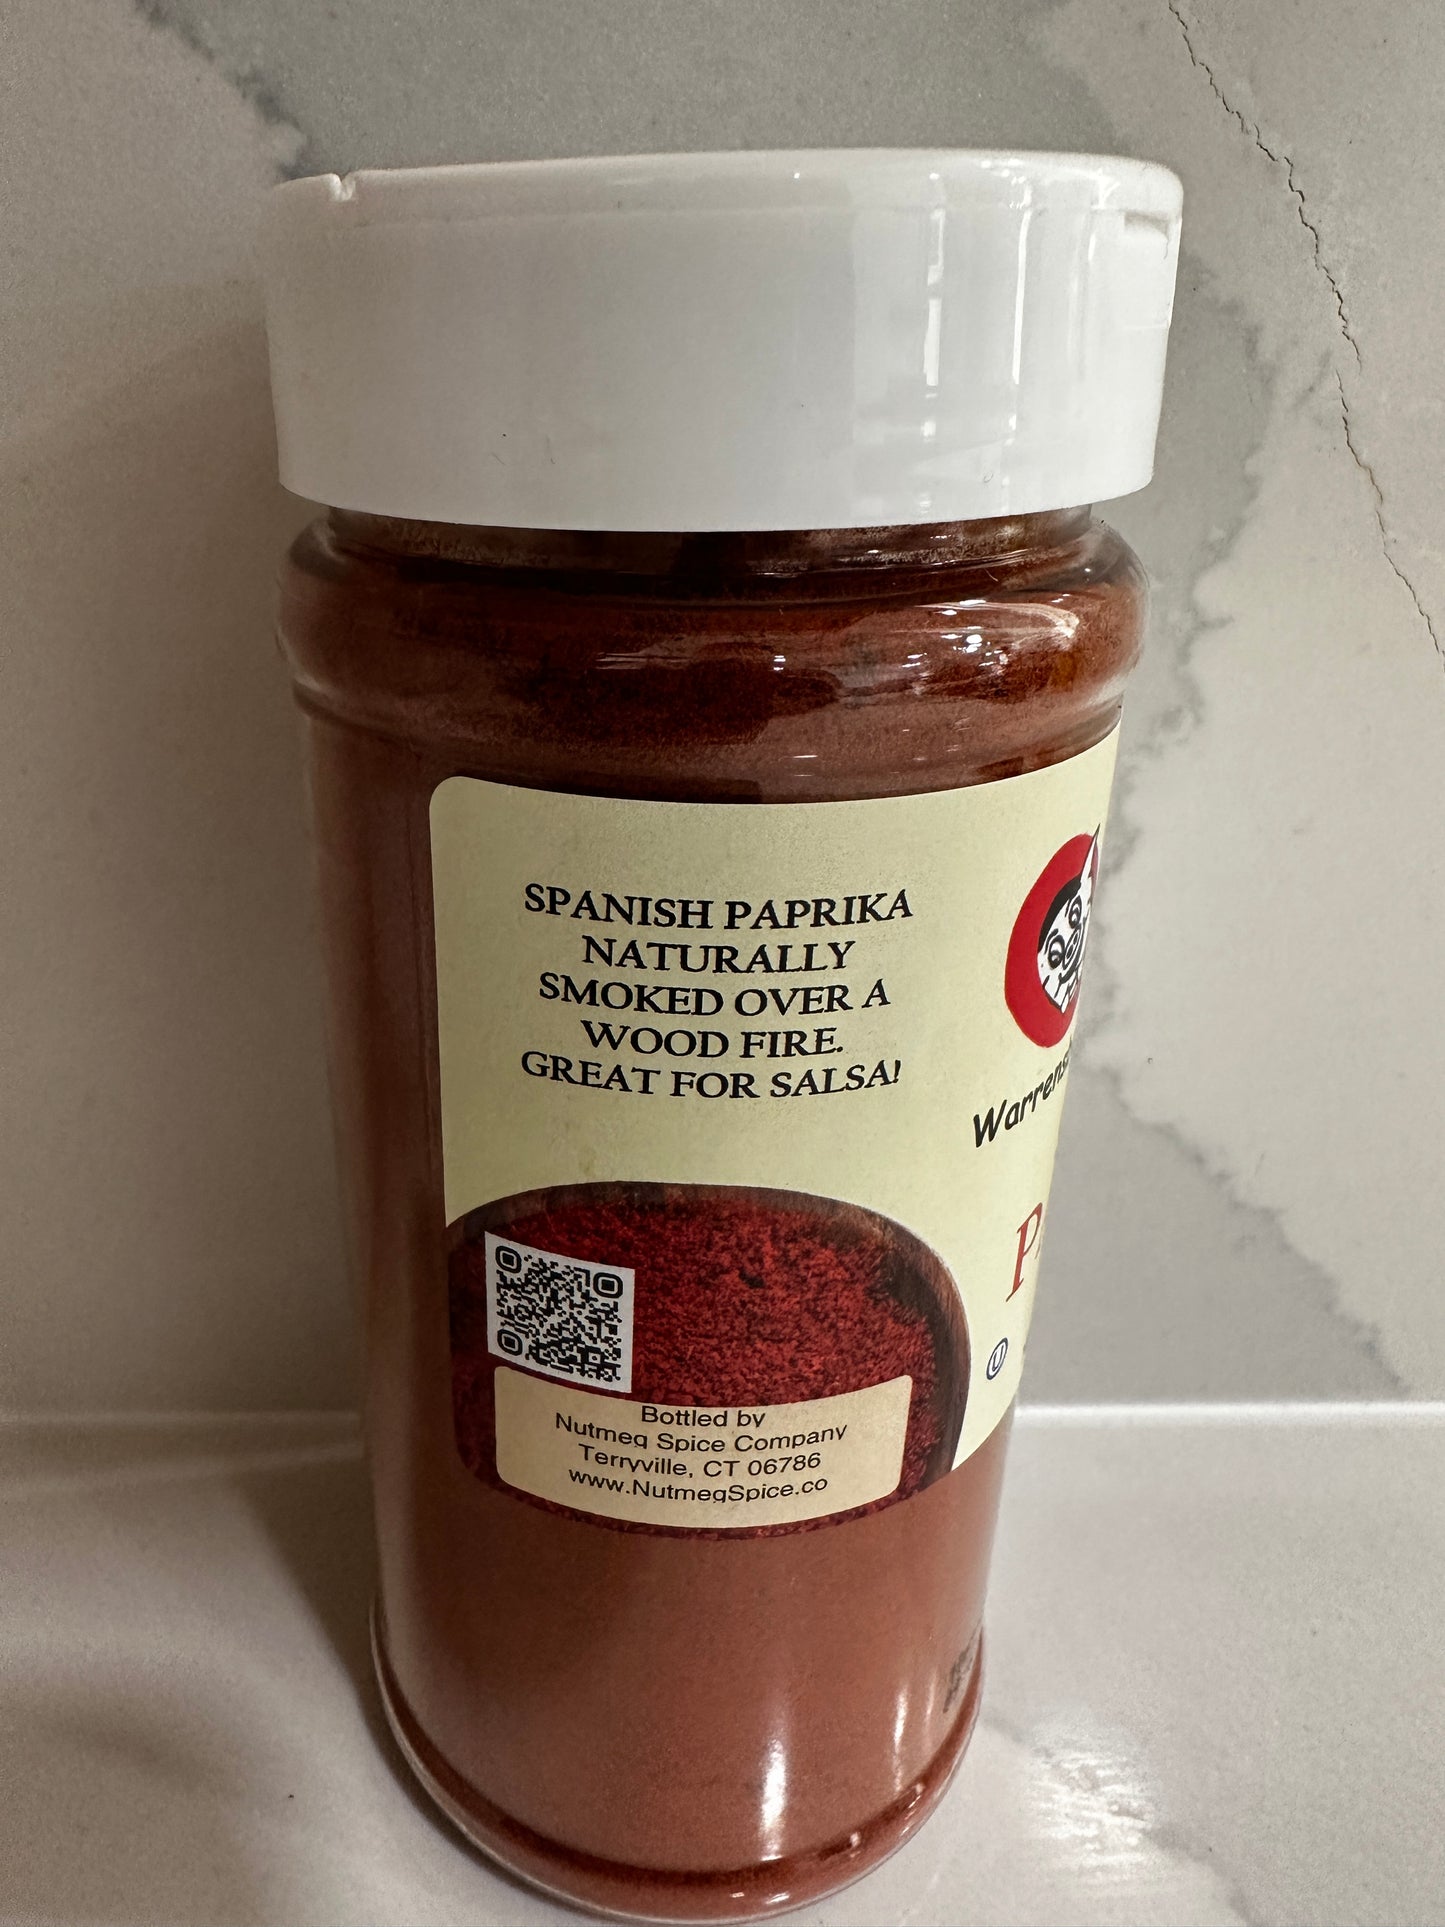 SPANISH PAPRIKA
NATURALLY
SMOKED OVER A
WOOD FIRE.
GREAT FOR SALSA!
Bottled by
Nutmeg Spice Company
Terryville, CT 06786
www.NutmegSpice.co
U